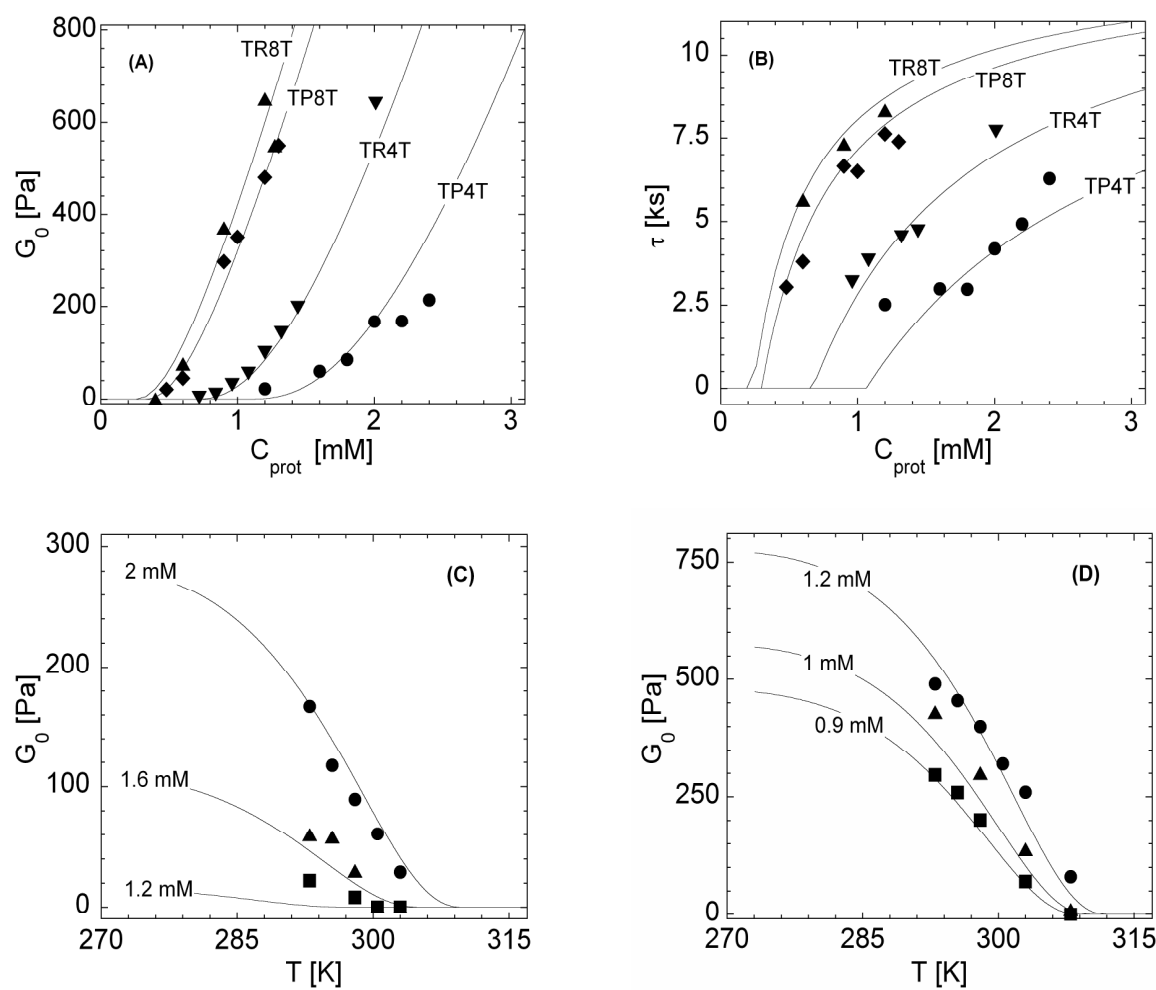 (A)
TR8T
TP8T
TR4T
TP4T
800
600
400
200
0
G₀ [Pa]
0 1 2 3
C_prot [mM]
(B)
TR8T
TP8T
TR4T
TP4T
10
7.5
5
2.5
0
τ [ks]
0 1 2 3
C_prot [mM]
(C)
2 mM
1.6 mM
1.2 mM
300
200
100
0
G₀ [Pa]
270 285 300 315
T [K]
(D)
1.2 mM
1 mM
0.9 mM
750
500
250
0
G₀ [Pa]
270 285 300 315
T [K]